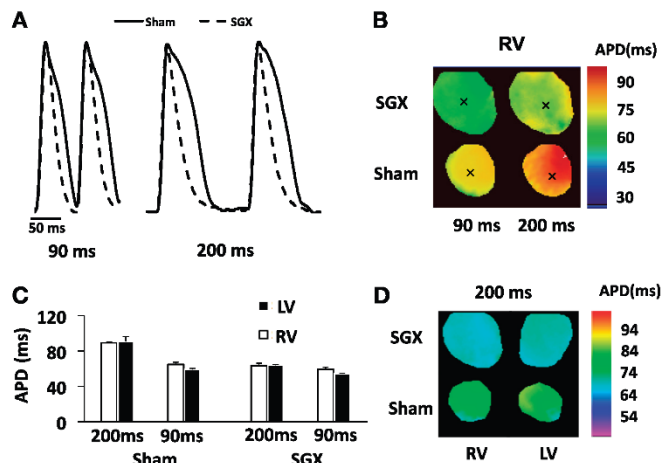 A
Sham
SGX
50 ms
90 ms
200 ms
B
RV
APD(ms)
SGX
Sham
90
75
60
45
30
90 ms
200 ms
C
LV
RV
APD (ms)
120
80
40
0
200ms
90ms
200ms
90ms
Sham
SGX
D
200 ms
APD(ms)
SGX
Sham
94
84
74
64
54
RV
LV